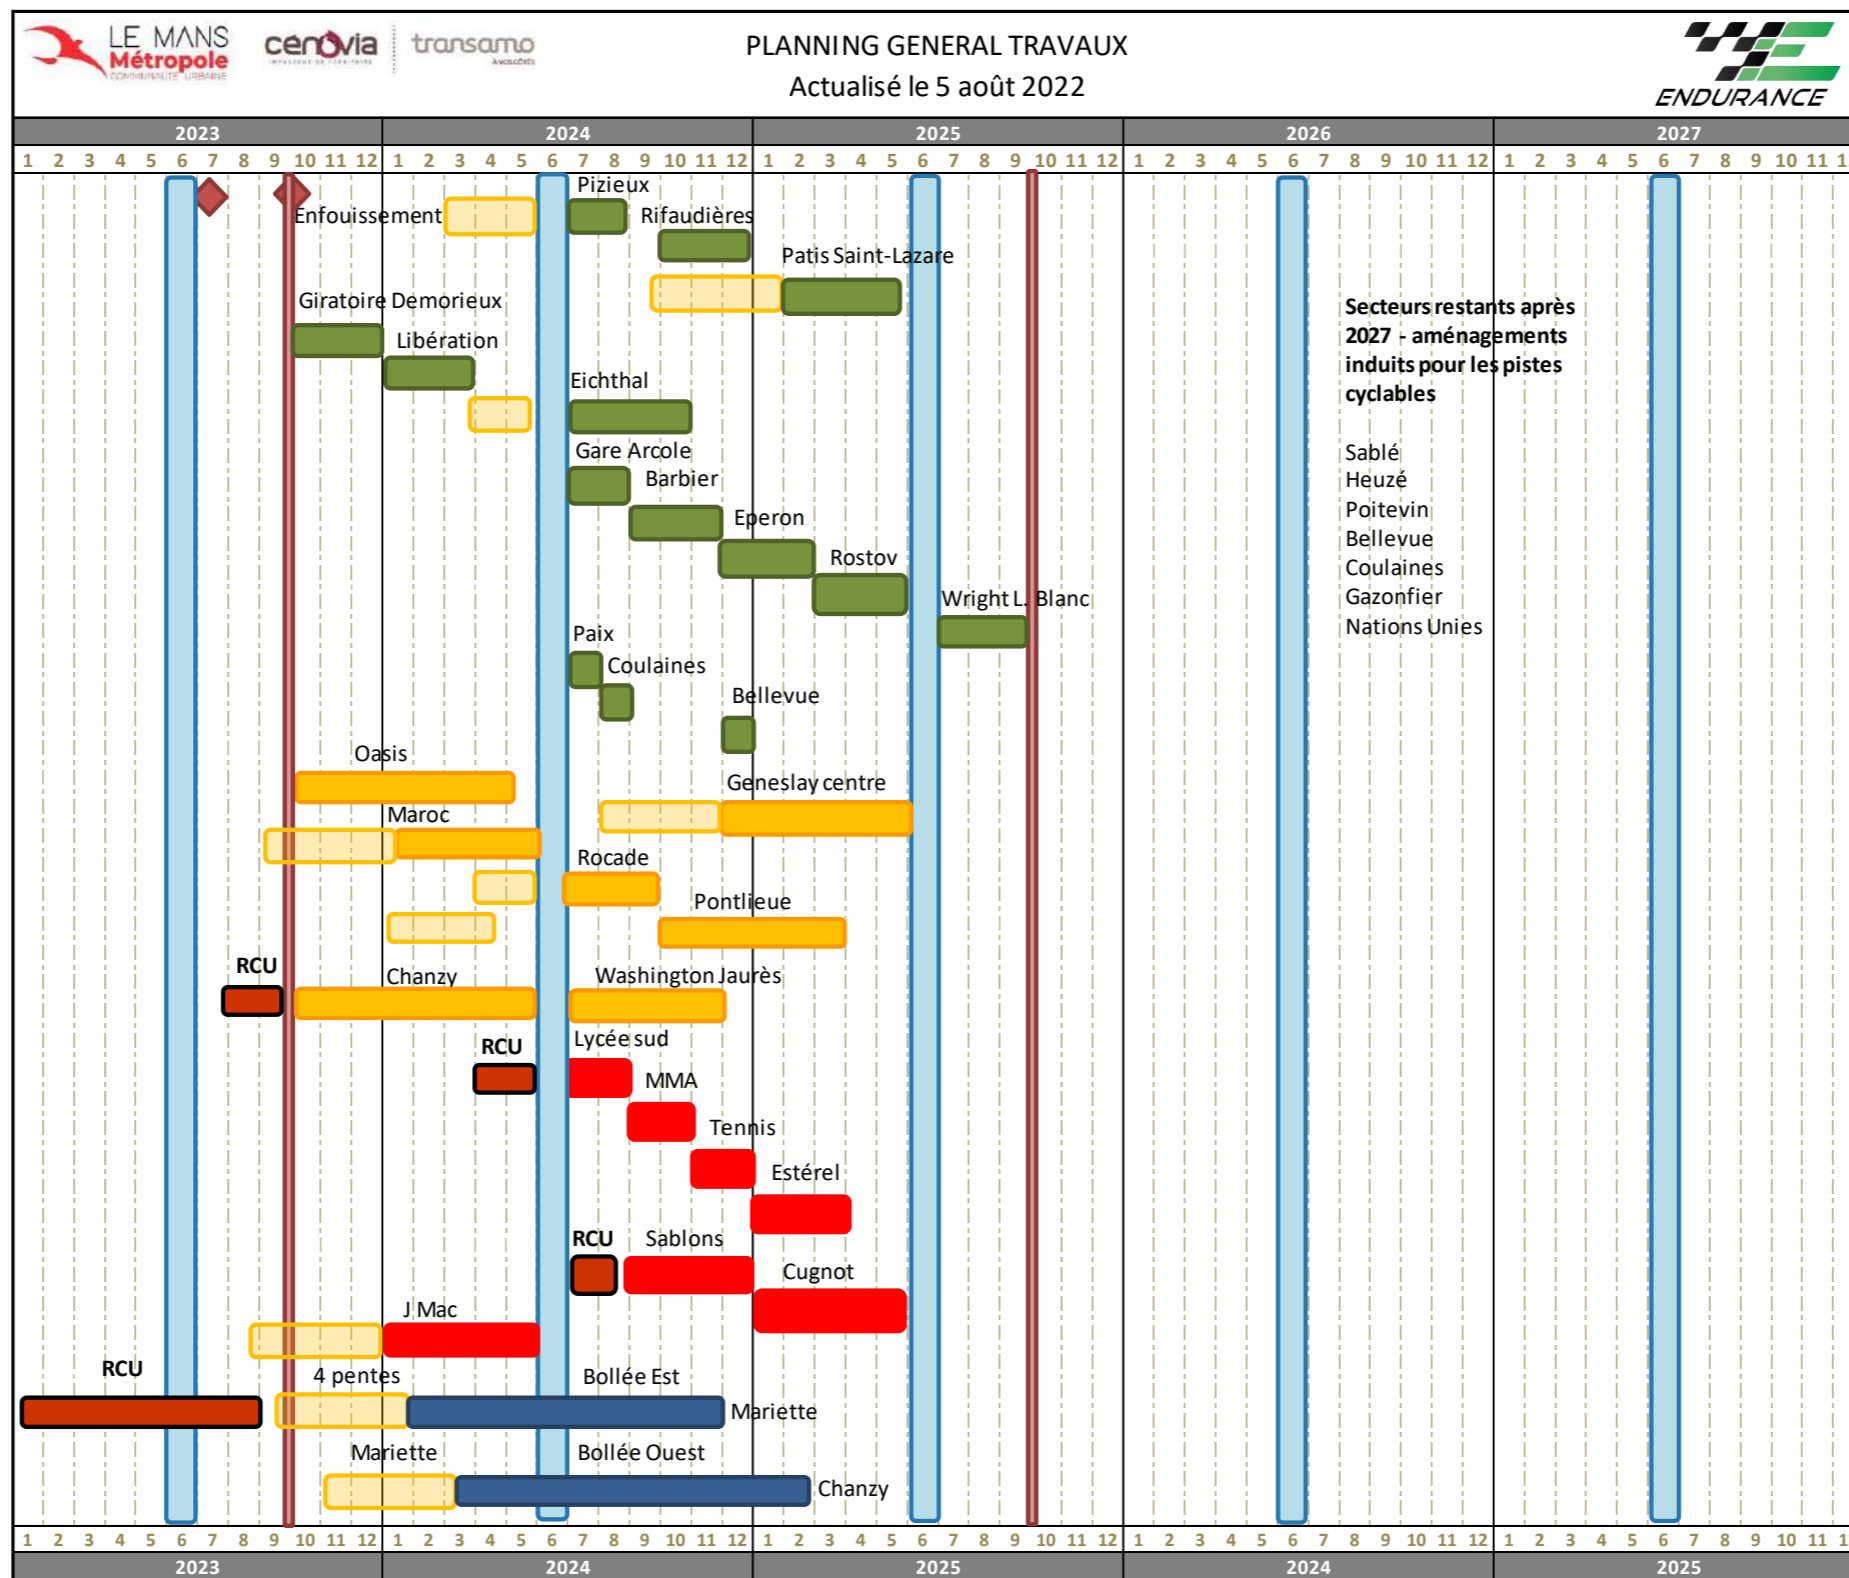 LE MANS
Métropole
COMMUNAUTÉ URBAINE
cénovia
transamo
À VOS CÔTÉS
PLANNING GENERAL TRAVAUX
Actualisé le 5 août 2022
ENDURANCE
2023 2024 2025 2026 2027
1 2 3 4 5 6 7 8 9 10 11 12 1 2 3 4 5 6 7 8 9 10 11 12 1 2 3 4 5 6 7 8 9 10 11 12 1 2 3 4 5 6 7 8 9 10 11 12 1 2 3 4 5 6 7 8 9 10 11 1
Pizieux
Enfouissement
Rifaudières
Patis Saint-Lazare
Giratoire Demorieux
Libération
Eichthal
Gare Arcole
Barbier
Eperon
Rostov
Wright L. Blanc
Paix
Coulaines
Bellevue
Secteurs restants après
2027 - aménagements
induits pour les pistes
cyclables
Sablé
Heuzé
Poitevin
Bellevue
Coulaines
Gazonfier
Nations Unies
Oasis
Geneslay centre
Maroc
Rocade
Pontlieue
RCU
Chanzy
Washington Jaurès
RCU
Lycée sud
MMA
Tennis
Estérel
RCU
Sablons
Cugnot
J Mac
RCU
4 pentes
Bollée Est
Mariette
Mariette
Bollée Ouest
Chanzy
1 2 3 4 5 6 7 8 9 10 11 12 1 2 3 4 5 6 7 8 9 10 11 12 1 2 3 4 5 6 7 8 9 10 11 12 1 2 3 4 5 6 7 8 9 10 11 12 1 2 3 4 5 6 7 8 9 10 11 1
2023 2024 2025 2024 2025